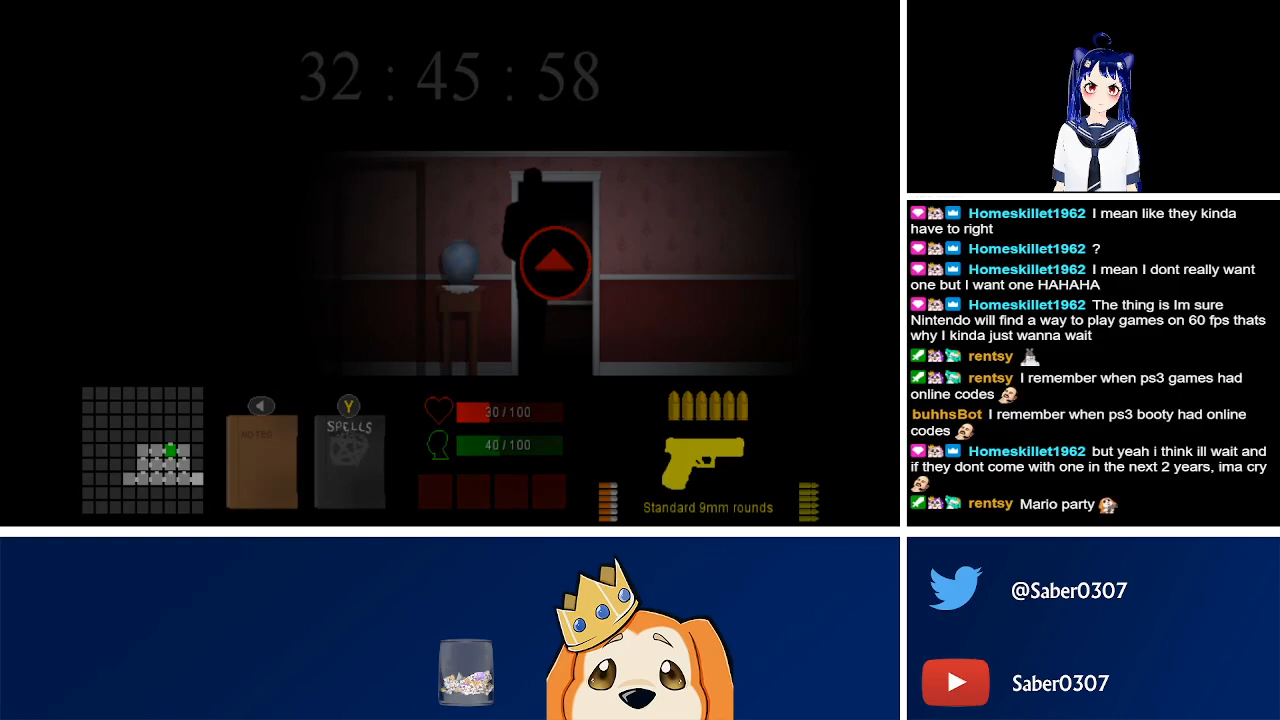 32 : 45 : 58
NOTES
Y
SPELLS
30 / 100
40 / 100
Standard 9mm rounds
Homeskillet1962 I mean like they kinda
have to right
Homeskillet1962 ?
Homeskillet1962 I mean I dont really want
one but I want one HAHAHA
Homeskillet1962 The thing is Im sure
Nintendo will find a way to play games on 60 fps thats
why I kinda just wanna wait
rentsy
rentsy I remember when ps3 games had
online codes
buhhsBot I remember when ps3 booty had online
codes
Homeskillet1962 but yeah i think ill wait and
if they dont come with one in the next 2 years, ima cry
rentsy Mario party
@Saber0307
Saber0307